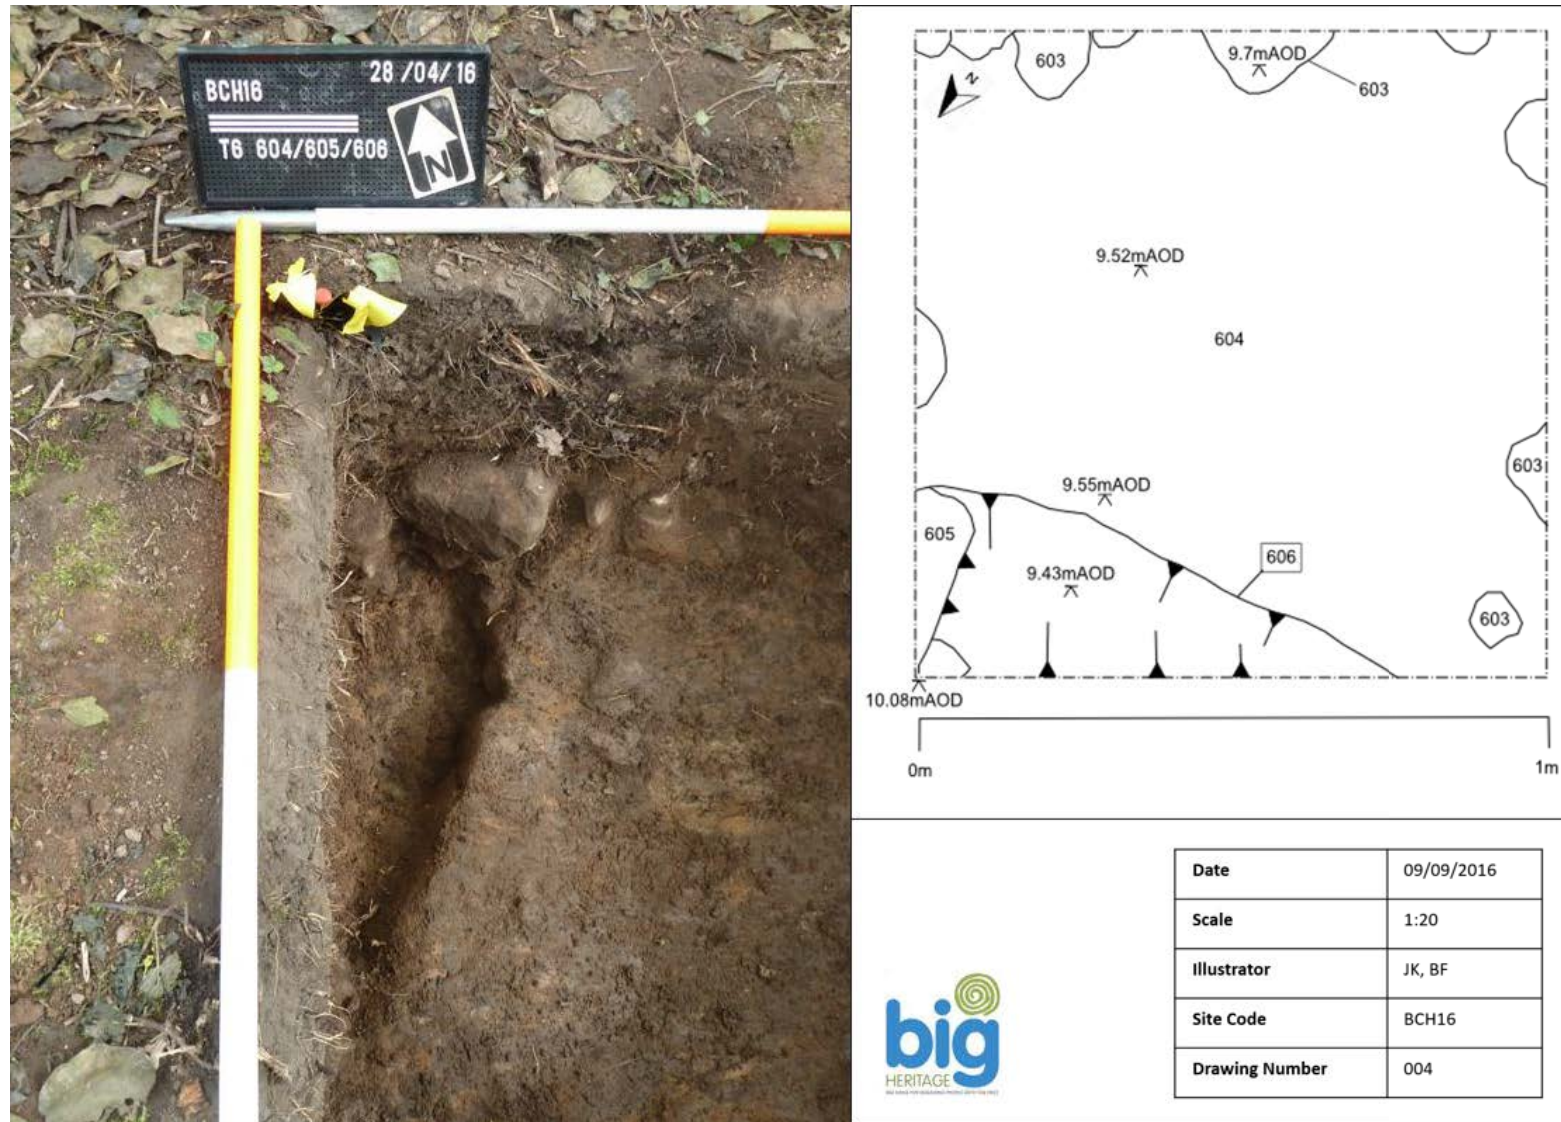 BCH16 28/04/16
T6 604/605/606
N
N
603
9.7mAOD
603
9.52mAOD
604
603
9.55mAOD
605
606
9.43mAOD
603
10.08mAOD
0m 1m
Date 09/09/2016
Scale 1:20
Illustrator JK, BF
Site Code BCH16
Drawing Number 004
big
HERITAGE